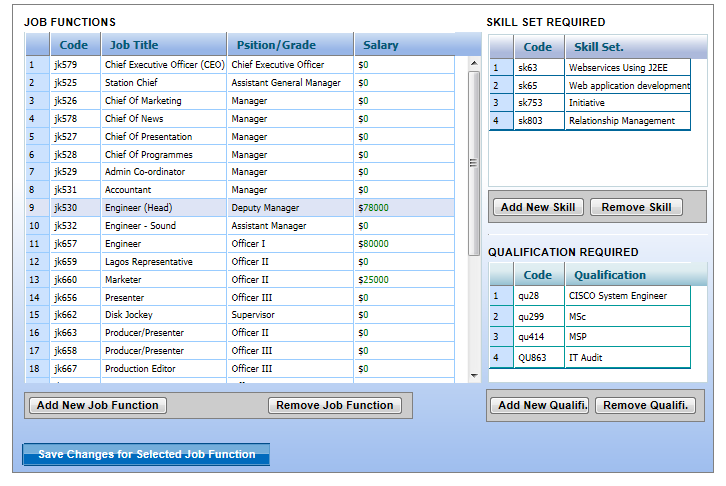 JOB FUNCTIONS
Code Job Title Psition/Grade Salary
1 jk579 Chief Executive Officer (CEO) Chief Executive Officer $0
2 jk525 Station Chief Assistant General Manager $0
3 jk526 Chief Of Marketing Manager $0
4 jk578 Chief Of News Manager $0
5 jk527 Chief Of Presentation Manager $0
6 jk528 Chief Of Programmes Manager $0
7 jk529 Admin Co-ordinator Manager $0
8 jk531 Accountant Manager $0
9 jk530 Engineer (Head) Deputy Manager $78000
10 jk532 Engineer - Sound Assistant Manager $0
11 jk657 Engineer Officer I $80000
12 jk659 Lagos Representative Officer II $0
13 jk660 Marketer Officer II $25000
14 jk656 Presenter Officer III $0
15 jk662 Disk Jockey Supervisor $0
16 jk663 Producer/Presenter Officer II $0
17 jk658 Producer/Presenter Officer III $0
18 jk667 Production Editor Officer III $0
Add New Job Function Remove Job Function
Save Changes for Selected Job Function
SKILL SET REQUIRED
Code Skill Set.
1 sk63 Webservices Using J2EE
2 sk65 Web application development
3 sk753 Initiative
4 sk803 Relationship Management
Add New Skill Remove Skill
QUALIFICATION REQUIRED
Code Qualification
1 qu28 CISCO System Engineer
2 qu299 MSc
3 qu414 MSP
4 QU863 IT Audit
Add New Qualifi. Remove Qualifi.